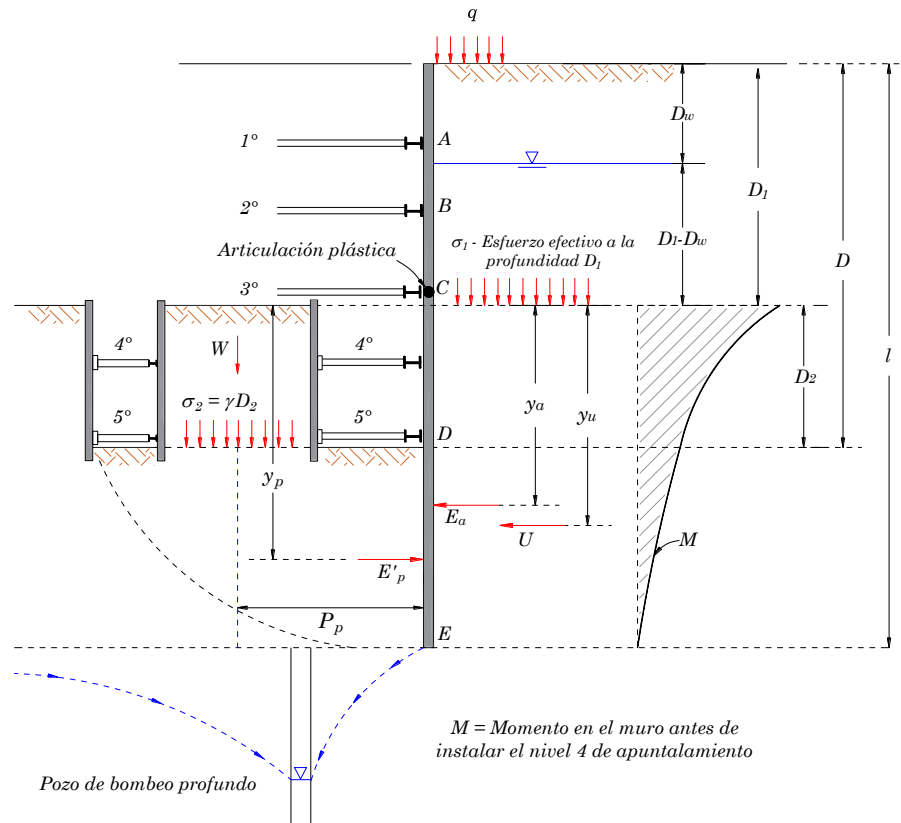 q
1°
A
D_w
2°
B
D_1
Articulación plástica
σ_1 - Esfuerzo efectivo a la
profundidad D_1
D_1-D_w
D
3°
C
4°
W
4°
l
σ_2 = γD_2
y_a
y_u
D_2
5°
5°
D
y_p
E_a
U
M
E'_p
P_p
E
M = Momento en el muro antes de
instalar el nivel 4 de apuntalamiento
Pozo de bombeo profundo